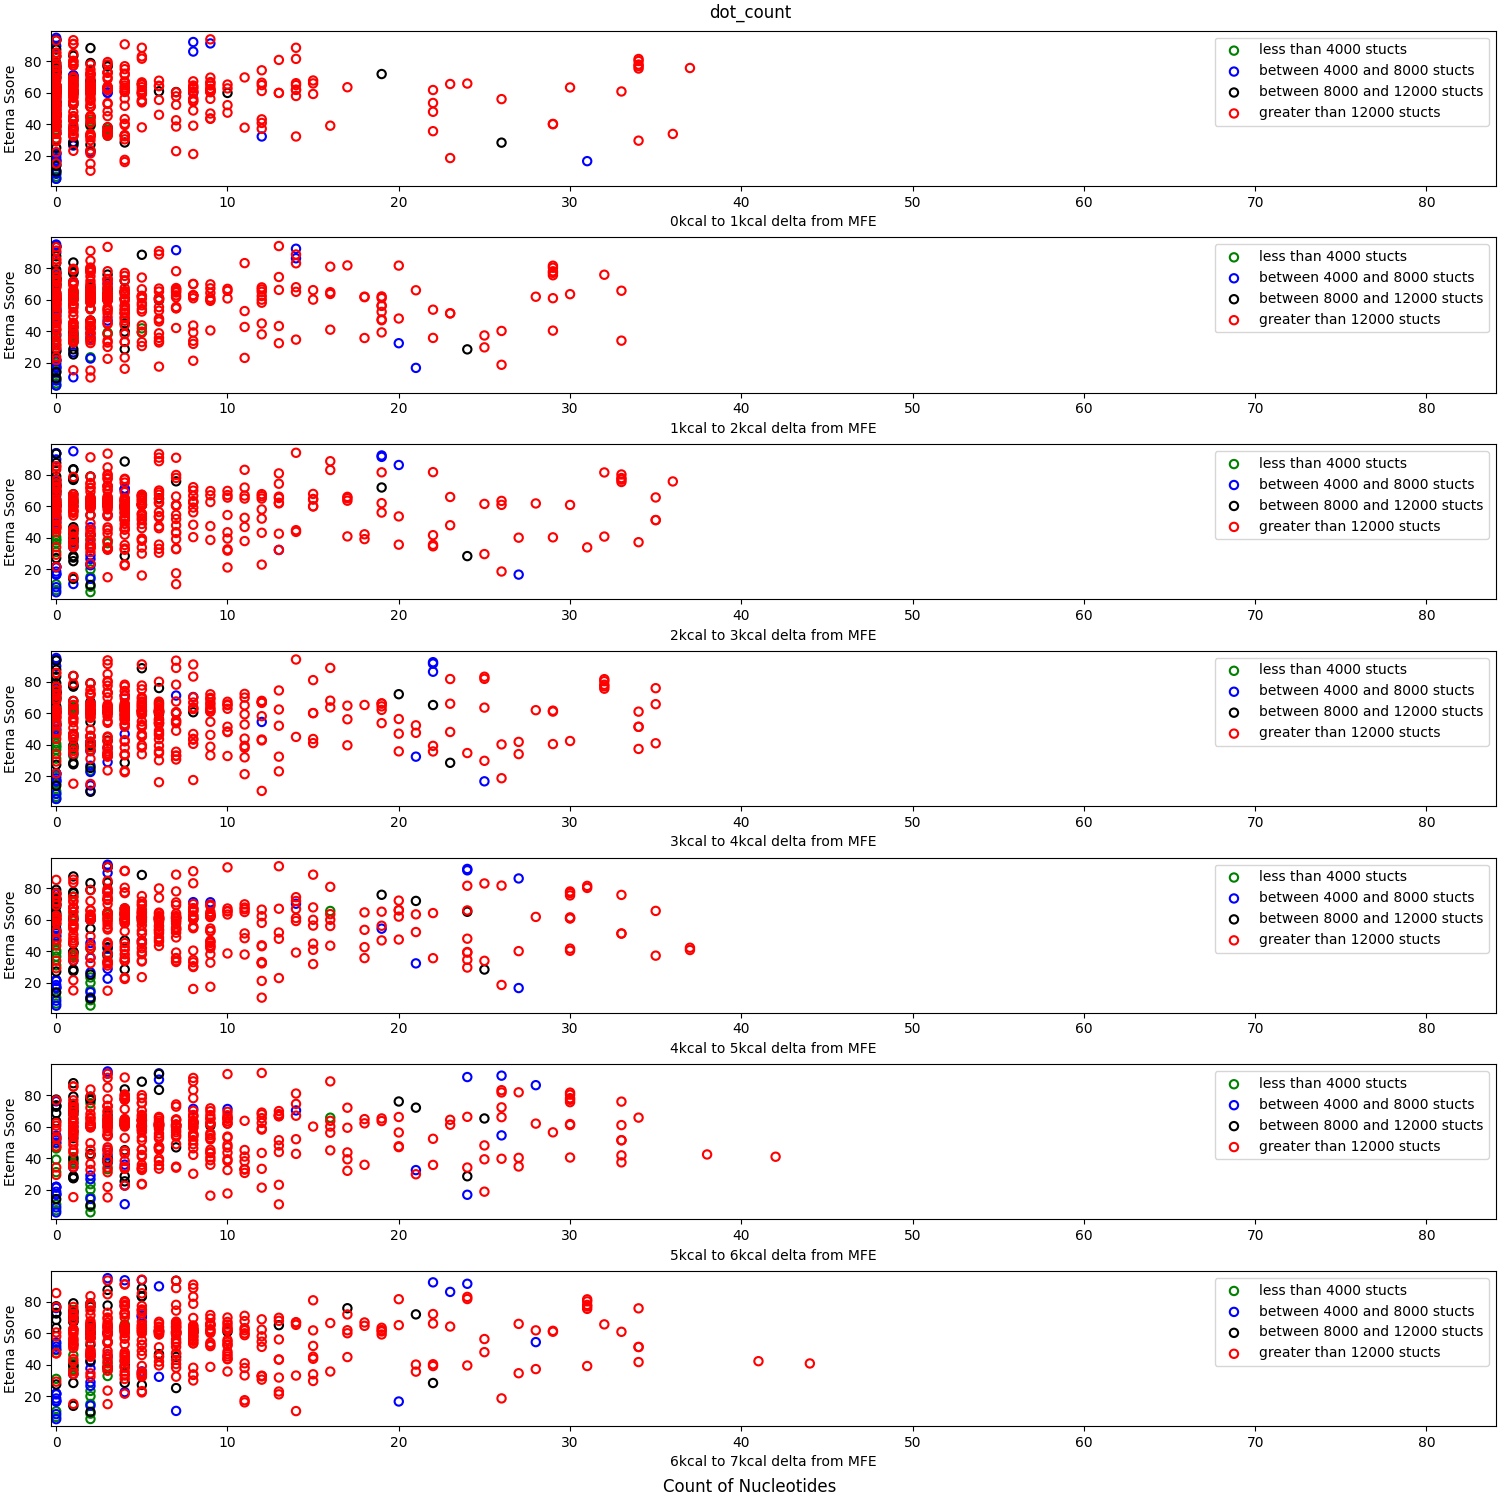 dot_count
Eterna Ssore
80
60
40
20
less than 4000 stucts
between 4000 and 8000 stucts
between 8000 and 12000 stucts
greater than 12000 stucts
0 10 20 30 40 50 60 70 80
0kcal to 1kcal delta from MFE
Eterna Ssore
80
60
40
20
less than 4000 stucts
between 4000 and 8000 stucts
between 8000 and 12000 stucts
greater than 12000 stucts
0 10 20 30 40 50 60 70 80
1kcal to 2kcal delta from MFE
Eterna Ssore
80
60
40
20
less than 4000 stucts
between 4000 and 8000 stucts
between 8000 and 12000 stucts
greater than 12000 stucts
0 10 20 30 40 50 60 70 80
2kcal to 3kcal delta from MFE
Eterna Ssore
80
60
40
20
less than 4000 stucts
between 4000 and 8000 stucts
between 8000 and 12000 stucts
greater than 12000 stucts
0 10 20 30 40 50 60 70 80
3kcal to 4kcal delta from MFE
Eterna Ssore
80
60
40
20
less than 4000 stucts
between 4000 and 8000 stucts
between 8000 and 12000 stucts
greater than 12000 stucts
0 10 20 30 40 50 60 70 80
4kcal to 5kcal delta from MFE
Eterna Ssore
80
60
40
20
less than 4000 stucts
between 4000 and 8000 stucts
between 8000 and 12000 stucts
greater than 12000 stucts
0 10 20 30 40 50 60 70 80
5kcal to 6kcal delta from MFE
Eterna Ssore
80
60
40
20
less than 4000 stucts
between 4000 and 8000 stucts
between 8000 and 12000 stucts
greater than 12000 stucts
0 10 20 30 40 50 60 70 80
6kcal to 7kcal delta from MFE
Count of Nucleotides